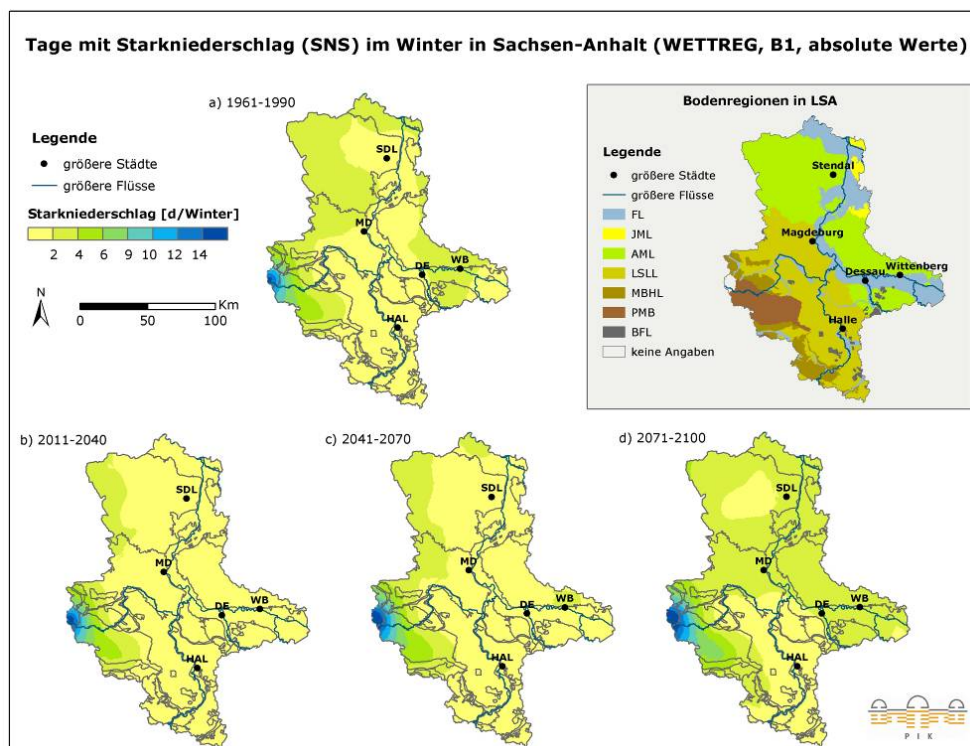 Tage mit Starkniederschlag (SNS) im Winter in Sachsen-Anhalt (WETTREG, B1, absolute Werte)
a) 1961-1990
Legende
größere Städte
größere Flüsse
Starkniederschlag [d/Winter]
2 4 6 9 10 12 14
N
Km
0 50 100
SDL
MD
DE
WB
HAL
Bodenregionen in LSA
Legende
größere Städte
größere Flüsse
FL
JML
AML
LSLL
MBHL
PMB
BFL
keine Angaben
Stendal
Magdeburg
Dessau
Wittenberg
Halle
b) 2011-2040
SDL
MD
DE
WB
HAL
c) 2041-2070
SDL
MD
DE
WB
HAL
d) 2071-2100
SDL
MD
DE
WB
HAL
P I K